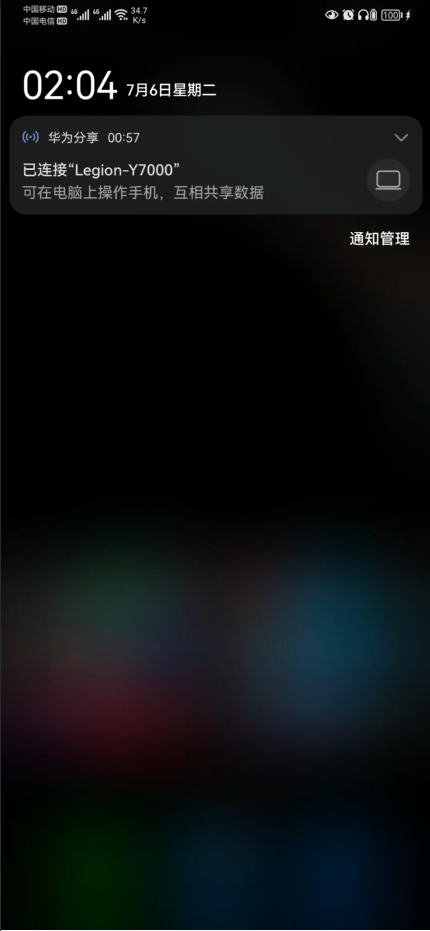 中国移动 HD 4G 4G 34.7
中国电信 HD K/s 100
02:04 7月6日星期二
华为分享 00:57
已连接“Legion-Y7000”
可在电脑上操作手机，互相共享数据
通知管理